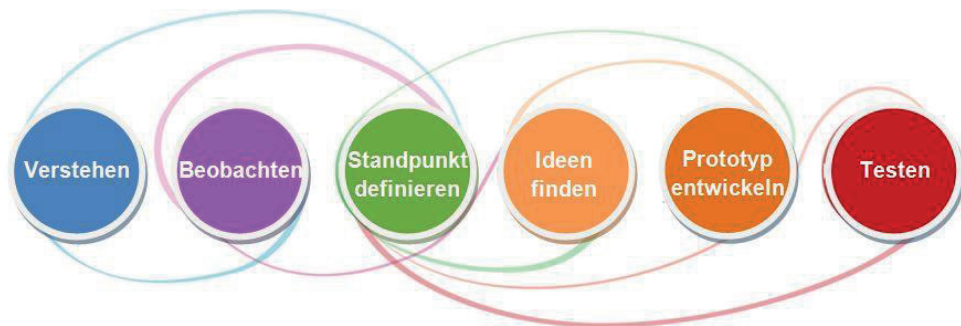 Verstehen
Beobachten
Standpunkt
definieren
Ideen
finden
Prototyp
entwickeln
Testen